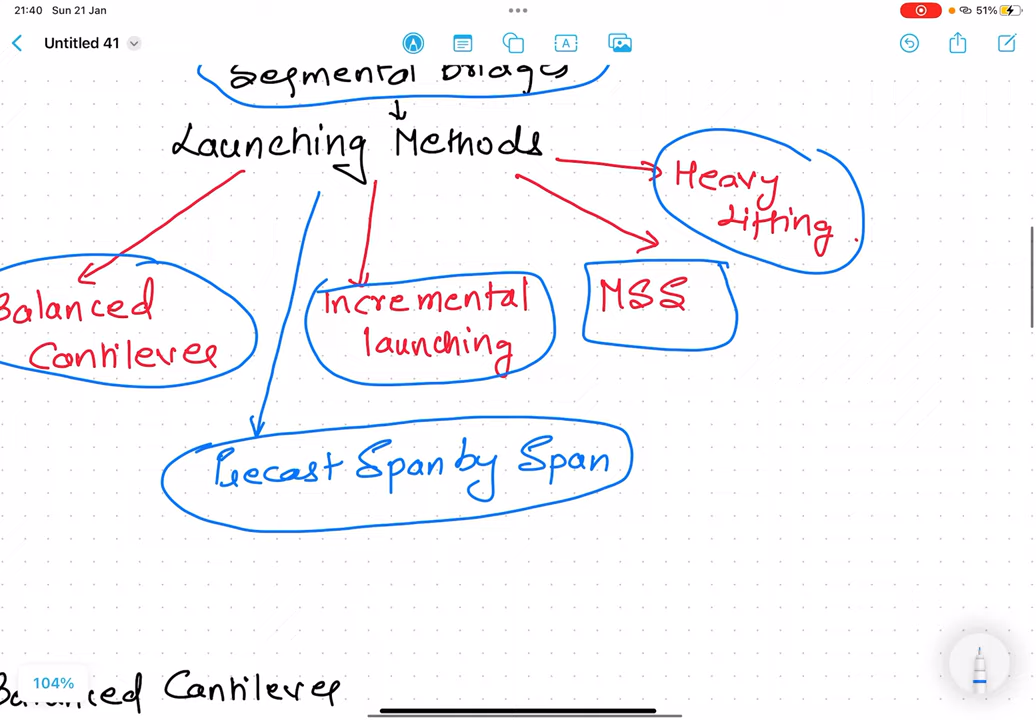 21:40 Sun 21 Jan
51%
Untitled 41
A
Segmental Bridges
Launching Methods
Heavy
Lifting
Balanced
Cantilever
Incremental
launching
MSS
Precast Span by Span
104%
Balanced Cantilever